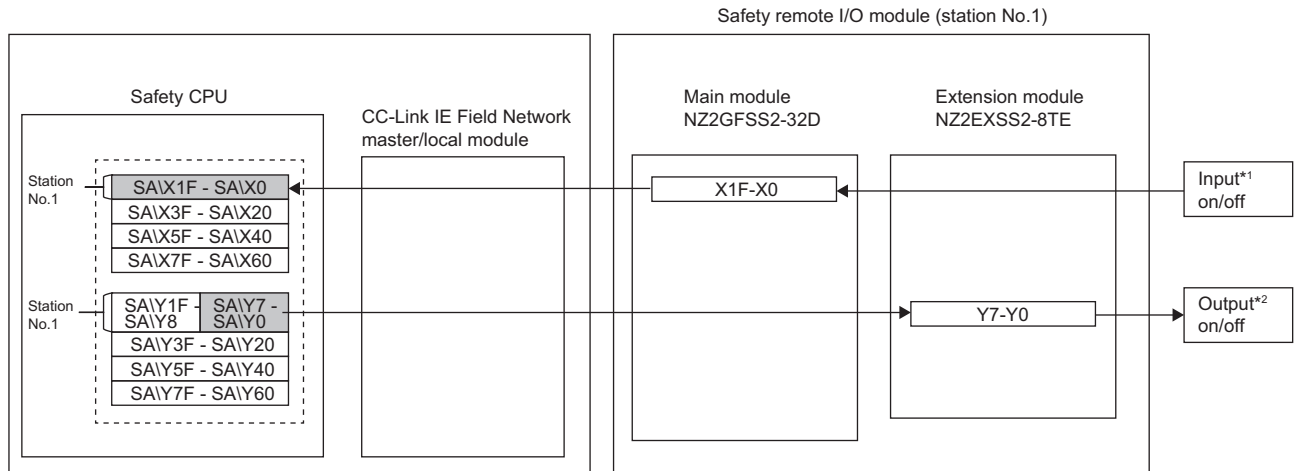 Safety remote I/O module (station No.1)
Safety CPU
CC-Link IE Field Network
master/local module
Main module
NZ2GFSS2-32D
Extension module
NZ2EXSS2-8TE
Station
No.1
SA\X1F - SA\X0
SA\X3F - SA\X20
SA\X5F - SA\X40
SA\X7F - SA\X60
X1F-X0
Input*1
on/off
Station
No.1
SA\Y1F -
SA\Y8
SA\Y7 -
SA\Y0
SA\Y3F - SA\Y20
SA\Y5F - SA\Y40
SA\Y7F - SA\Y60
Y7-Y0
Output*2
on/off